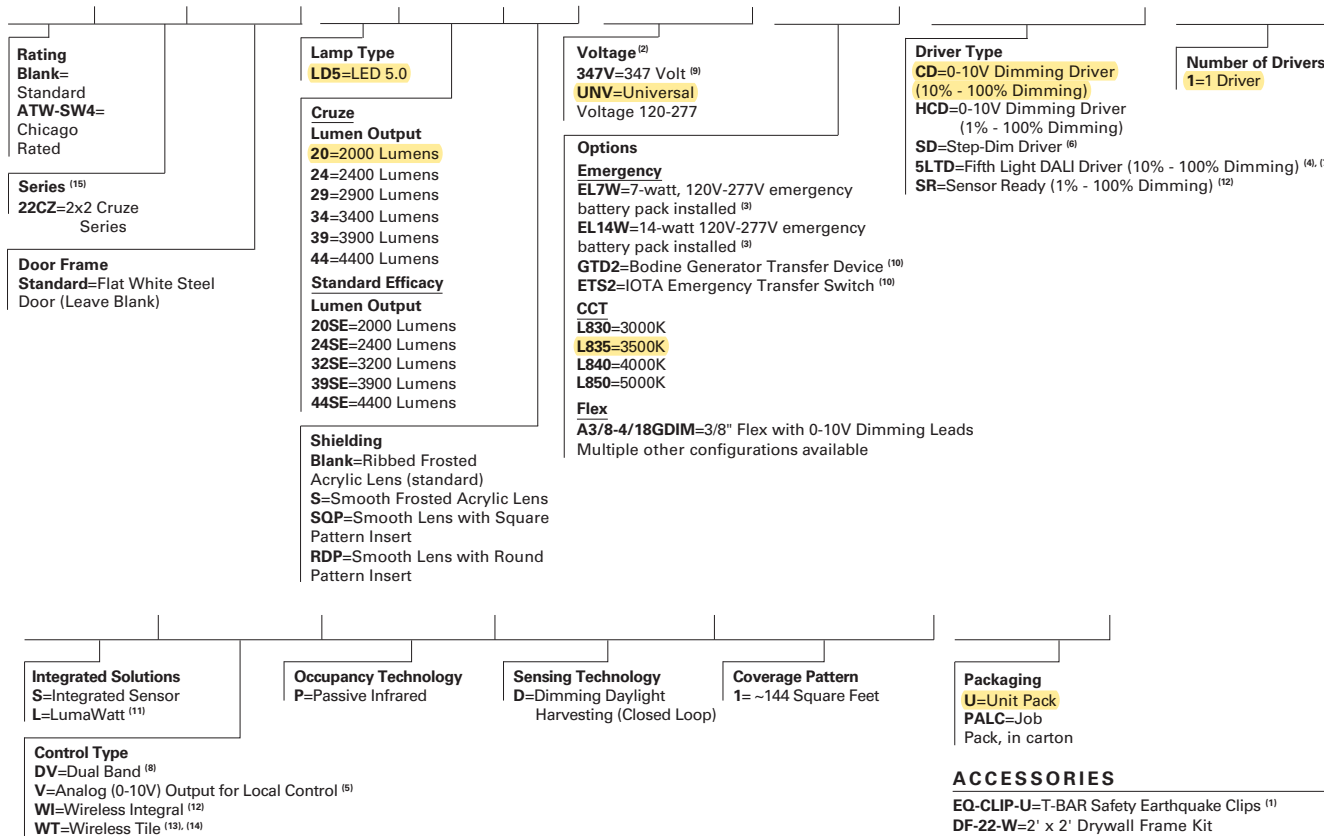 Rating
Blank=
Standard
ATW-SW4=
Chicago
Rated
Series (15)
22CZ=2x2 Cruze
Series
Door Frame
Standard=Flat White Steel
Door (Leave Blank)
Lamp Type
LD5=LED 5.0
Cruze
Lumen Output
20=2000 Lumens
24=2400 Lumens
29=2900 Lumens
34=3400 Lumens
39=3900 Lumens
44=4400 Lumens
Standard Efficacy
Lumen Output
20SE=2000 Lumens
24SE=2400 Lumens
32SE=3200 Lumens
39SE=3900 Lumens
44SE=4400 Lumens
Shielding
Blank=Ribbed Frosted
Acrylic Lens (standard)
S=Smooth Frosted Acrylic Lens
SQP=Smooth Lens with Square
Pattern Insert
RDP=Smooth Lens with Round
Pattern Insert
Voltage(2)
347V=347 Volt (9)
UNV=Universal
Voltage 120-277
Options
Emergency
EL7W=7-watt, 120V-277V emergency
battery pack installed (3)
EL14W=14-watt 120V-277V emergency
battery pack installed (3)
GTD2=Bodine Generator Transfer Device (10)
ETS2=IOTA Emergency Transfer Switch (10)
CCT
L830=3000K
L835=3500K
L840=4000K
L850=5000K
Flex
A3/8-4/18GDIM=3/8" Flex with 0-10V Dimming Leads
Multiple other configurations available
Driver Type
CD=0-10V Dimming Driver
(10% - 100% Dimming)
HCD=0-10V Dimming Driver
(1% - 100% Dimming)
SD=Step-Dim Driver (6)
5LTD=Fifth Light DALI Driver (10% - 100% Dimming) (4),
SR=Sensor Ready (1% - 100% Dimming) (12)
Number of Drivers
1=1 Driver
Integrated Solutions
S=Integrated Sensor
L=LumaWatt (11)
Control Type
DV=Dual Band (8)
V=Analog (0-10V) Output for Local Control (5)
WI=Wireless Integral (12)
WT=Wireless Tile (13), (14)
Occupancy Technology
P=Passive Infrared
Sensing Technology
D=Dimming Daylight
Harvesting (Closed Loop)
Coverage Pattern
1= ~144 Square Feet
Packaging
U=Unit Pack
PALC=Job
Pack, in carton
ACCESSORIES
EQ-CLIP-U=T-BAR Safety Earthquake Clips (1)
DF-22-W=2' x 2' Drywall Frame Kit